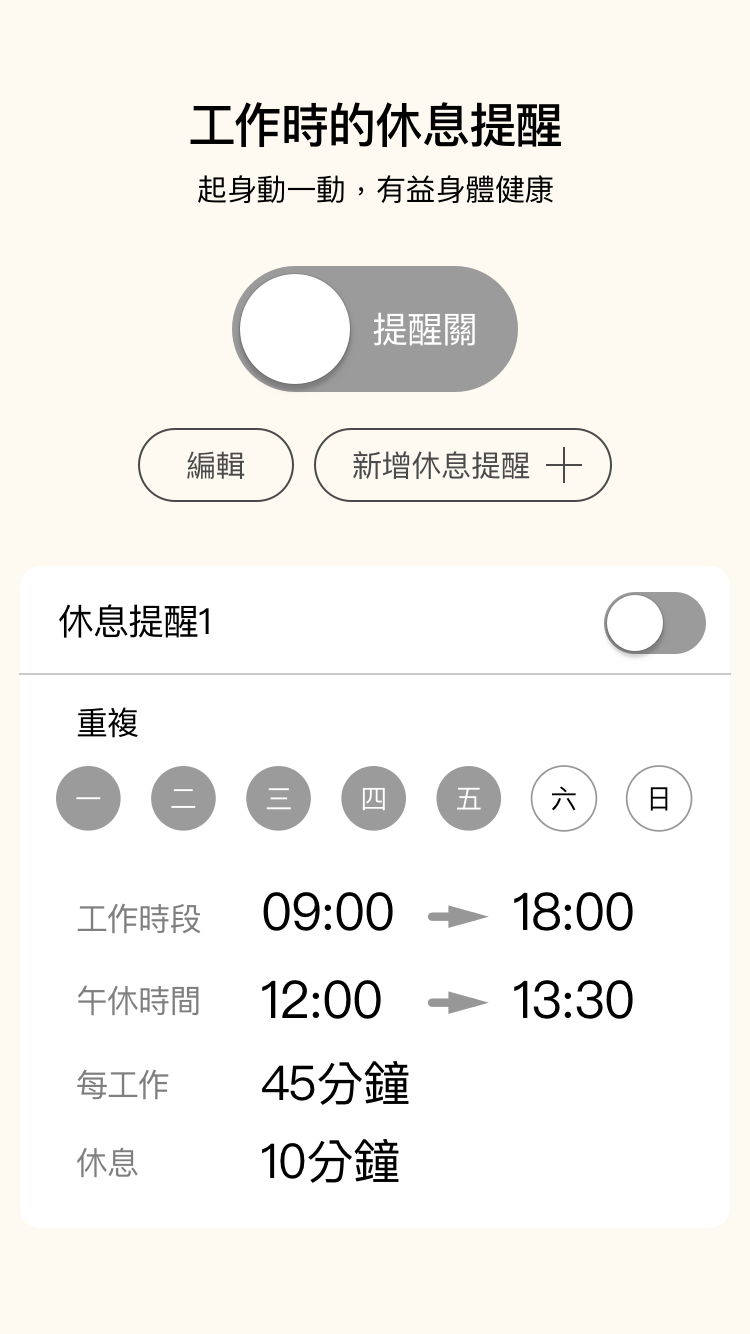 工作時的休息提醒
起身動一動，有益身體健康
提醒關
編輯 新增休息提醒
休息提醒1
重複
一 二 三 四 五 六 日
工作時段 09:00 18:00
午休時間 12:00 13:30
每工作 45分鐘
休息 10分鐘